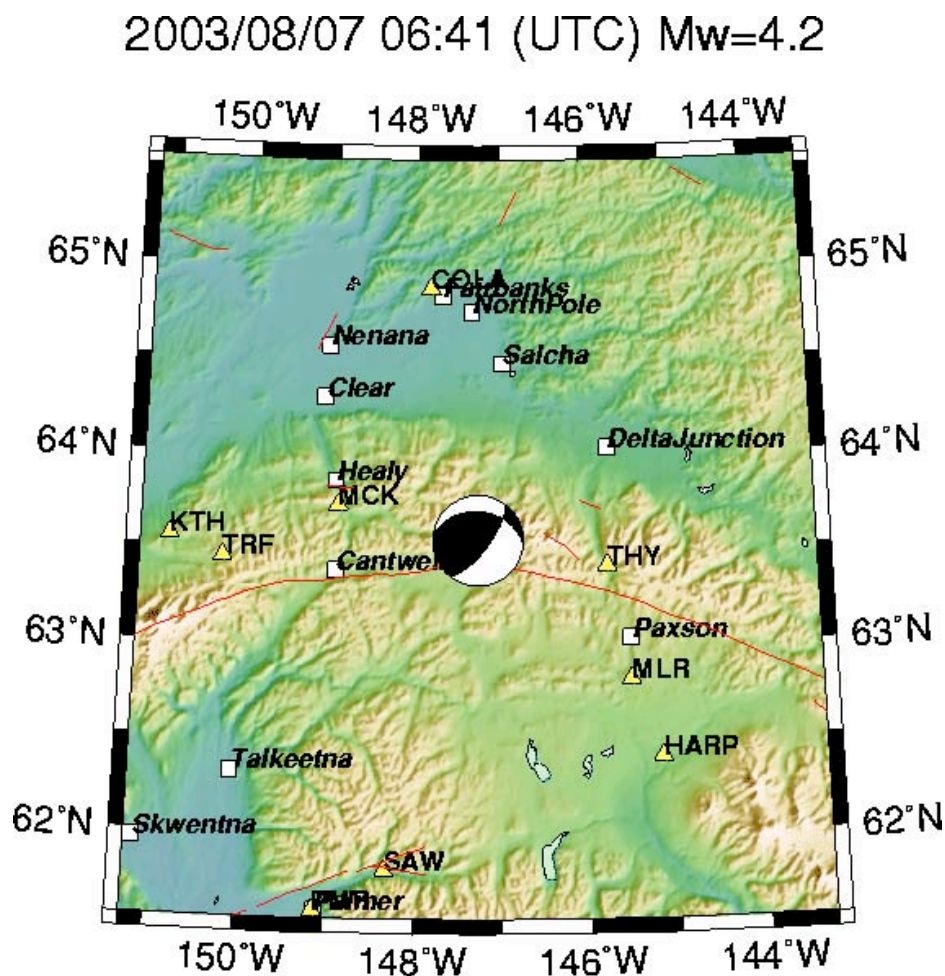 2003/08/07 06:41 (UTC) Mw=4.2
150˚W 148˚W 146˚W 144˚W
65˚N 65˚N
COLA
Fairbanks
NorthPole
Nenana
Salcha
Clear
64˚N 64˚N
DeltaJunction
Healy
MCK
KTH
TRF
THY
63˚N 63˚N
Paxson
MLR
HARP
Talkeetna
62˚N 62˚N
Skwentna
SAW
150˚W 148˚W 146˚W 144˚W